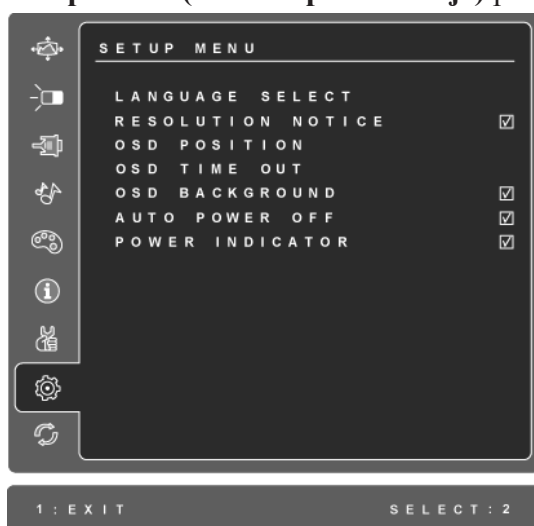 SETUP MENU
LANGUAGE SELECT
RESOLUTION NOTICE ☑
OSD POSITION
OSD TIME OUT
OSD BACKGROUND ☑
AUTO POWER OFF ☑
POWER INDICATOR ☑
1:EXIT SELECT:2